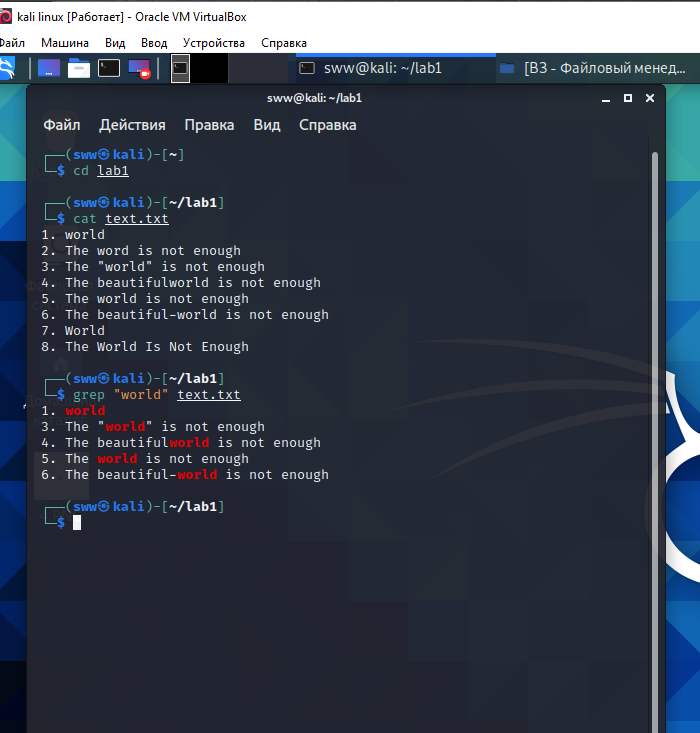 kali linux [Работает] - Oracle VM VirtualBox
Файл Машина Вид Ввод Устройства Справка
sww@kali: ~/lab1 [ВЗ - Файловый менед...
sww@kali: ~/lab1
Файл Действия Правка Вид Справка
┌──(sww㉿kali)-[~]
└─$ cd lab1
┌──(sww㉿kali)-[~/lab1]
└─$ cat text.txt
1. world
2. The word is not enough
3. The "world" is not enough
4. The beautifulworld is not enough
5. The world is not enough
6. The beautiful-world is not enough
7. World
8. The World Is Not Enough
┌──(sww㉿kali)-[~/lab1]
└─$ grep "world" text.txt
1. world
3. The "world" is not enough
4. The beautifulworld is not enough
5. The world is not enough
6. The beautiful-world is not enough
┌──(sww㉿kali)-[~/lab1]
└─$